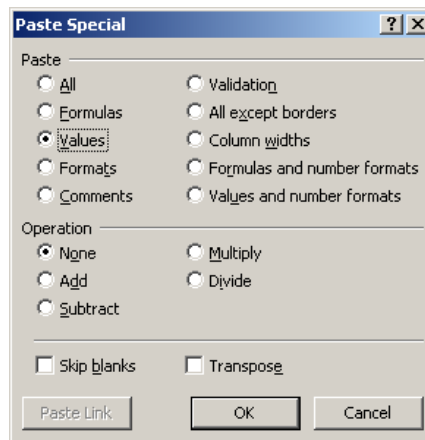 Paste Special
Paste
All
Validation
Formulas
All except borders
Values
Column widths
Formats
Formulas and number formats
Comments
Values and number formats
Operation
None
Multiply
Add
Divide
Subtract
Skip blanks
Transpose
Paste Link
OK
Cancel